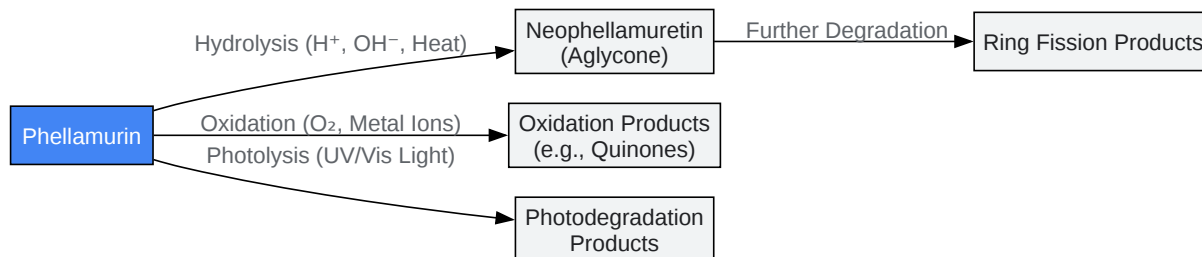 Phellamurin
Hydrolysis (H⁺, OH⁻, Heat)
Oxidation (O₂, Metal Ions)
Photolysis (UV/Vis Light)
Neophellamuretin
(Aglycone)
Further Degradation
Ring Fission Products
Oxidation Products
(e.g., Quinones)
Photodegradation
Products